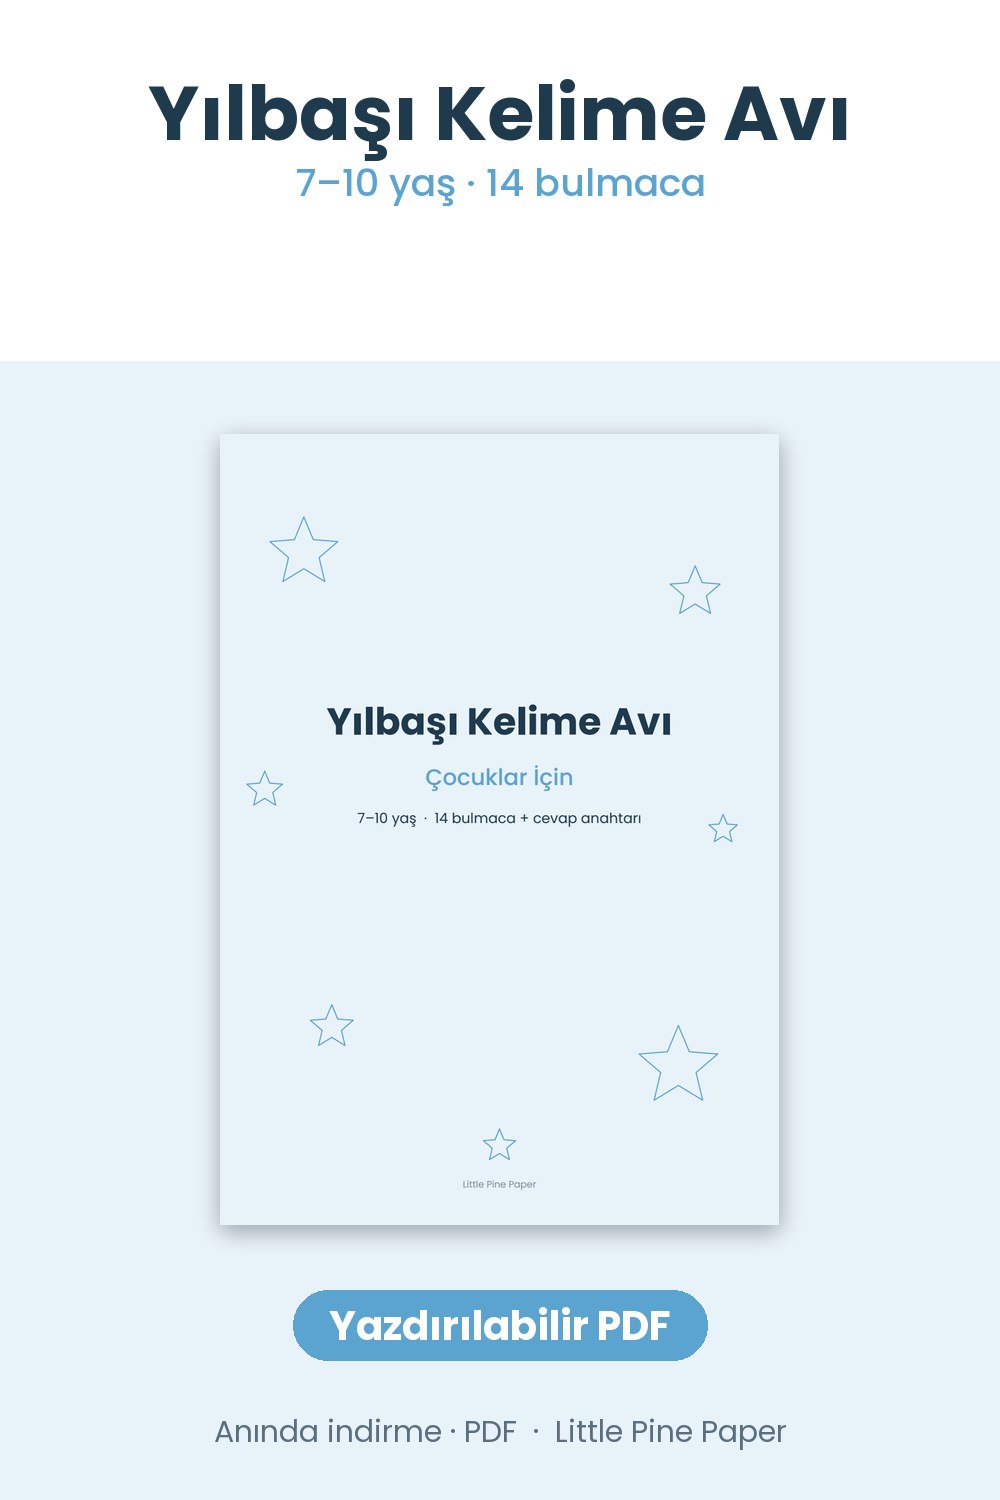 Yılbaşı Kelime Avı
7–10 yaş · 14 bulmaca
Yılbaşı Kelime Avı
Çocuklar İçin
7–10 yaş · 14 bulmaca + cevap anahtarı
Little Pine Paper
Yazdırılabilir PDF
Anında indirme · PDF · Little Pine Paper